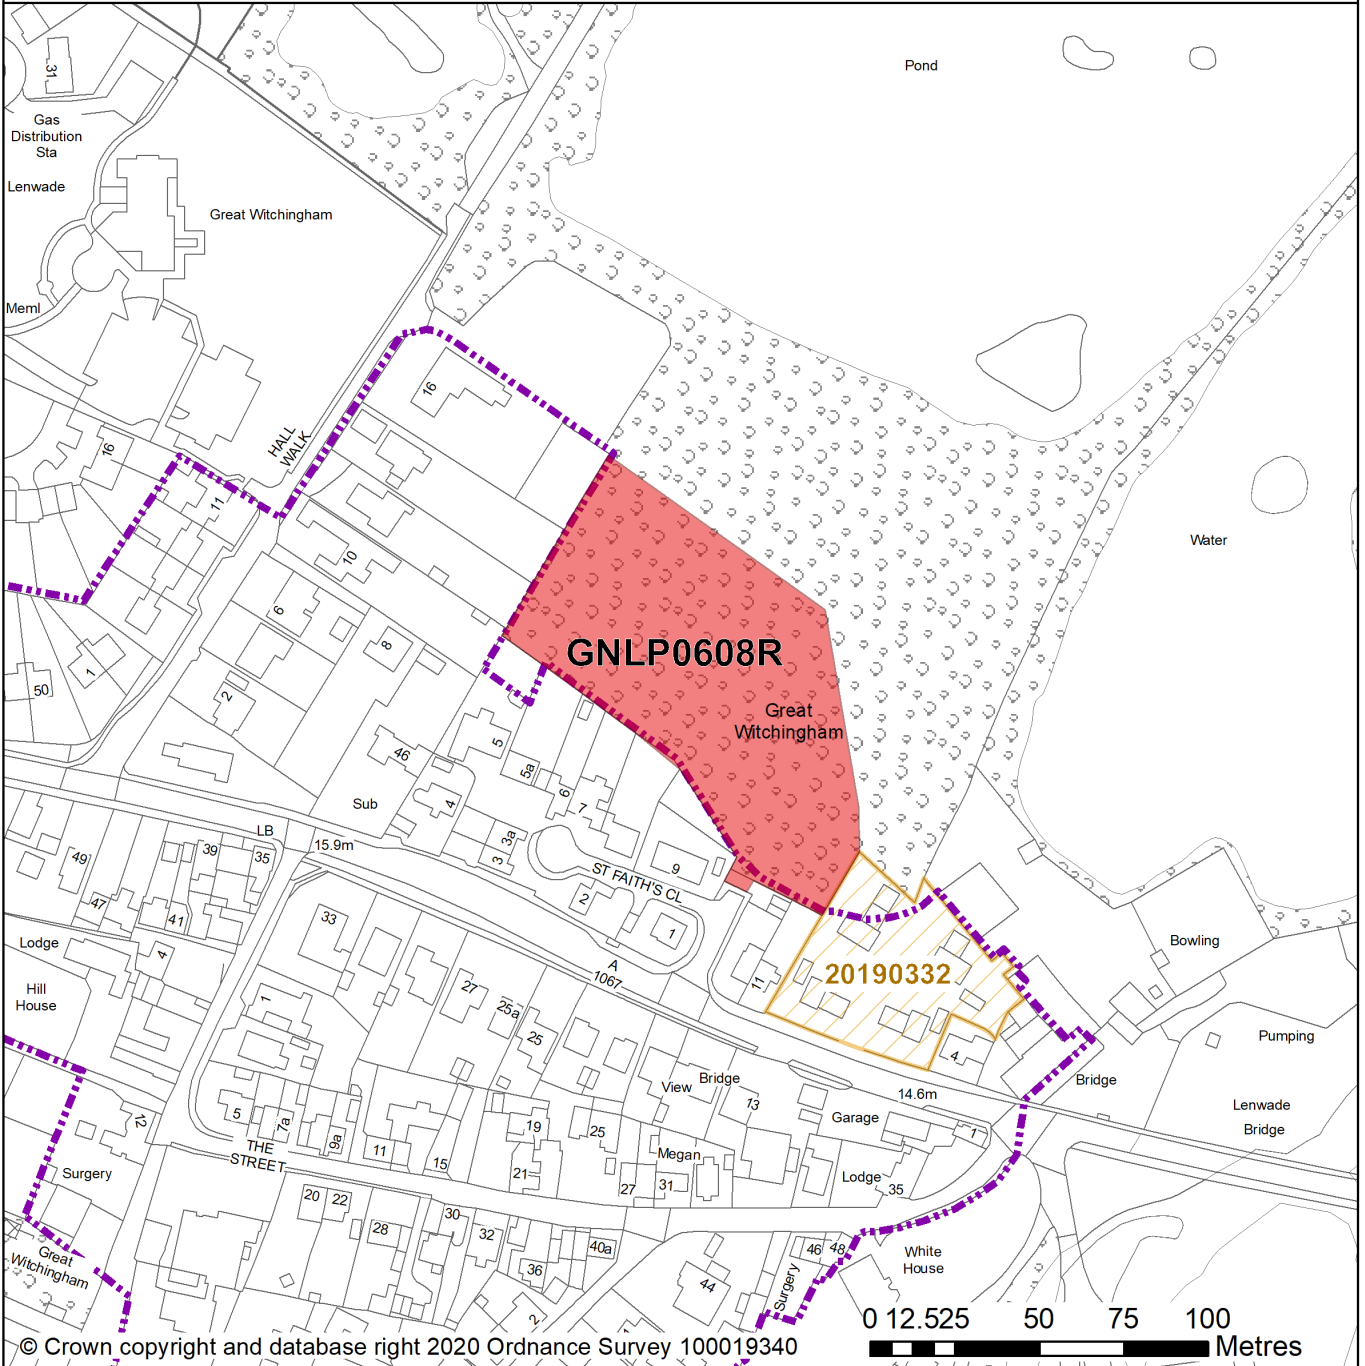 Pond
31
Gas
Distribution
Sta
Lenwade
Great Witchingham
Meml
16
HALL
WALK
16
11
10
6
8
2
1
50
GNLP0608R
Great
Witchingham
Water
46
5
5a
6
7
4
Sub
3
3a
LB
15.9m
39
35
49
47
41
4
ST FAITH'S CL
9
2
1
33
A
1067
11
20190332
4
Bowling
Pumping
Lodge
Hill
House
1
27
25a
25
View
Bridge
13
14.6m
Garage
Bridge
Lenwade
Bridge
1
12
5
7a
9a
11
15
THE
STREET
19
21
25
27
Megan
31
Lodge
35
Surgery
20
22
28
30
32
36
40a
44
46
48
Surgery
White
House
Great
Witchingham
2
1
0 12.525 50 75 100
Metres
© Crown copyright and database right 2020 Ordnance Survey 100019340